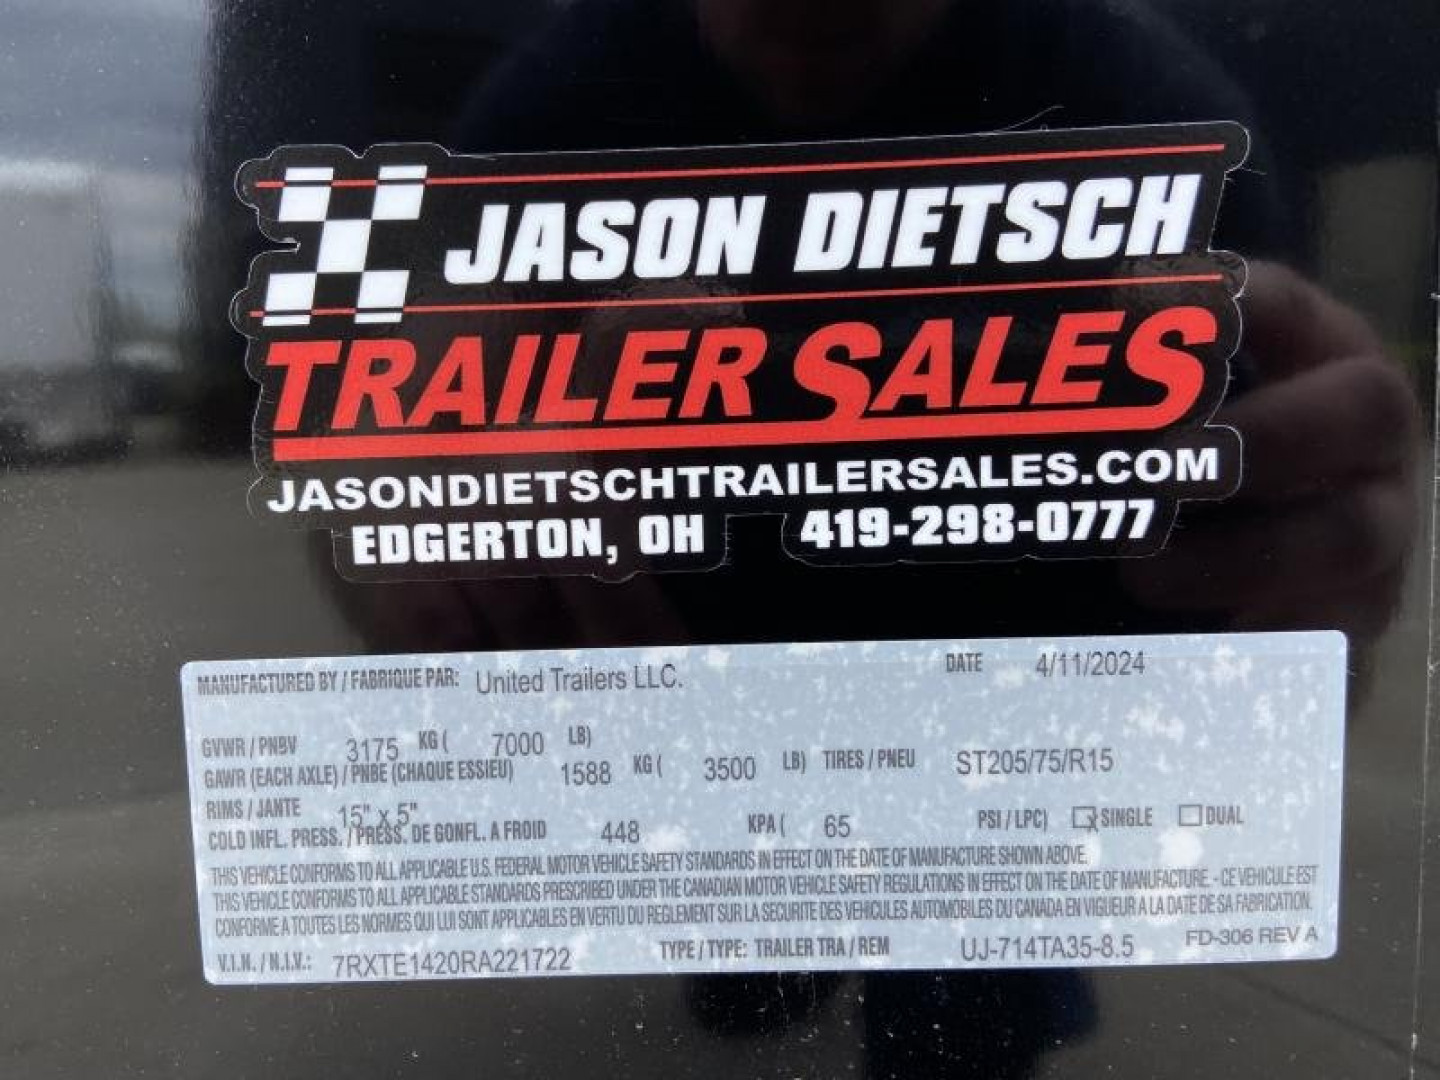 JASON DIETSCH
TRAILER SALES
JASONDIETSCHTRAILERSALES.COM
EDGERTON, OH 419-298-0777
MANUFACTURED BY / FABRIQUE PAR: United Trailers LLC. DATE 4/11/2024
GVWR / PNBV 3175 KG ( 7000 LB)
GAWR (EACH AXLE) / PNBE (CHAQUE ESSIEU) 1588 KG ( 3500 LB) TIRES / PNEU ST205/75/R15
RIMS / JANTE 15" x 5"
COLD INFL. PRESS. / PRESS. DE GONFL. A FROID 448 KPA ( 65 PSI / LPC) SINGLE DUAL
THIS VEHICLE CONFORMS TO ALL APPLICABLE U.S. FEDERAL MOTOR VEHICLE SAFETY STANDARDS IN EFFECT ON THE DATE OF MANUFACTURE SHOWN ABOVE.
THIS VEHICLE CONFORMS TO ALL APPLICABLE STANDARDS PRESCRIBED UNDER THE CANADIAN MOTOR VEHICLE SAFETY REGULATIONS IN EFFECT ON THE DATE OF MANUFACTURE. - CE VEHICULE EST
CONFORME A TOUTES LES NORMES QUI LUI SONT APPLICABLES EN VERTU DU REGLEMENT SUR LA SECURITE DES VEHICULES AUTOMOBILES DU CANADA EN VIGUEUR A LA DATE DE SA FABRICATION.
V.I.N. / N.I.V.: 7RXTE1420RA221722 TYPE / TYPE: TRAILER TRA / REM UJ-714TA35-8.5 FD-306 REV A